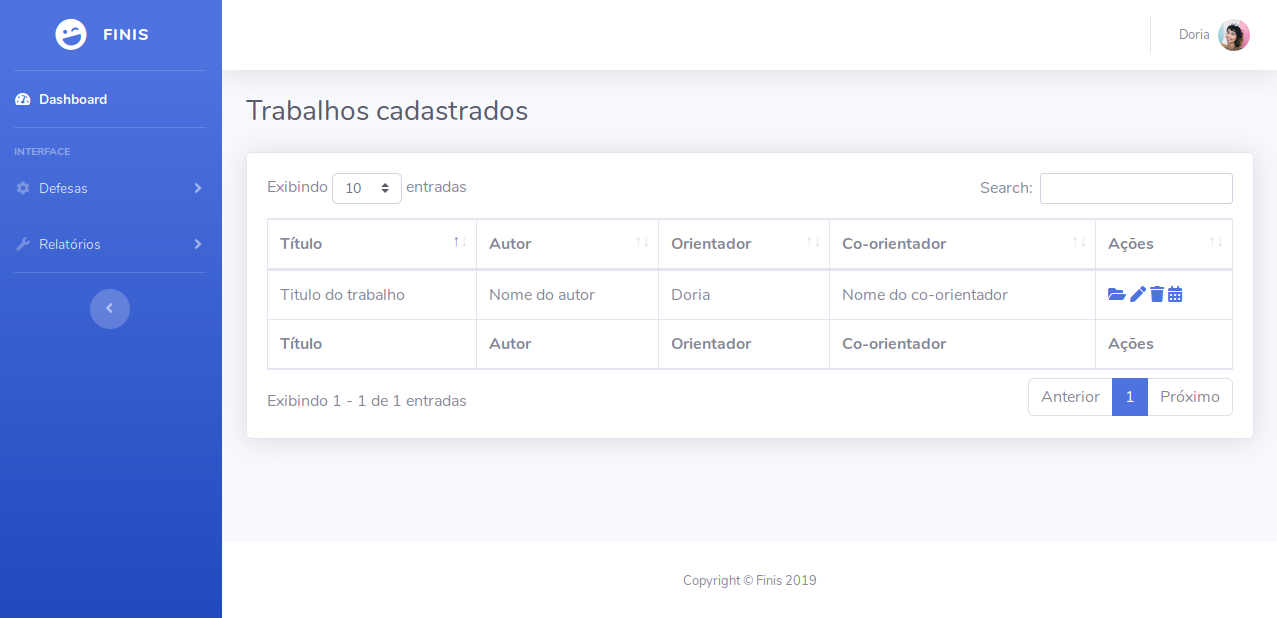 FINIS
Doria
Dashboard
INTERFACE
Defesas
Relatórios
Trabalhos cadastrados
Exibindo 10 entradas
Search:
Título Autor Orientador Co-orientador Ações
Titulo do trabalho Nome do autor Doria Nome do co-orientador
Título Autor Orientador Co-orientador Ações
Exibindo 1 - 1 de 1 entradas
Anterior 1 Próximo
Copyright © Finis 2019